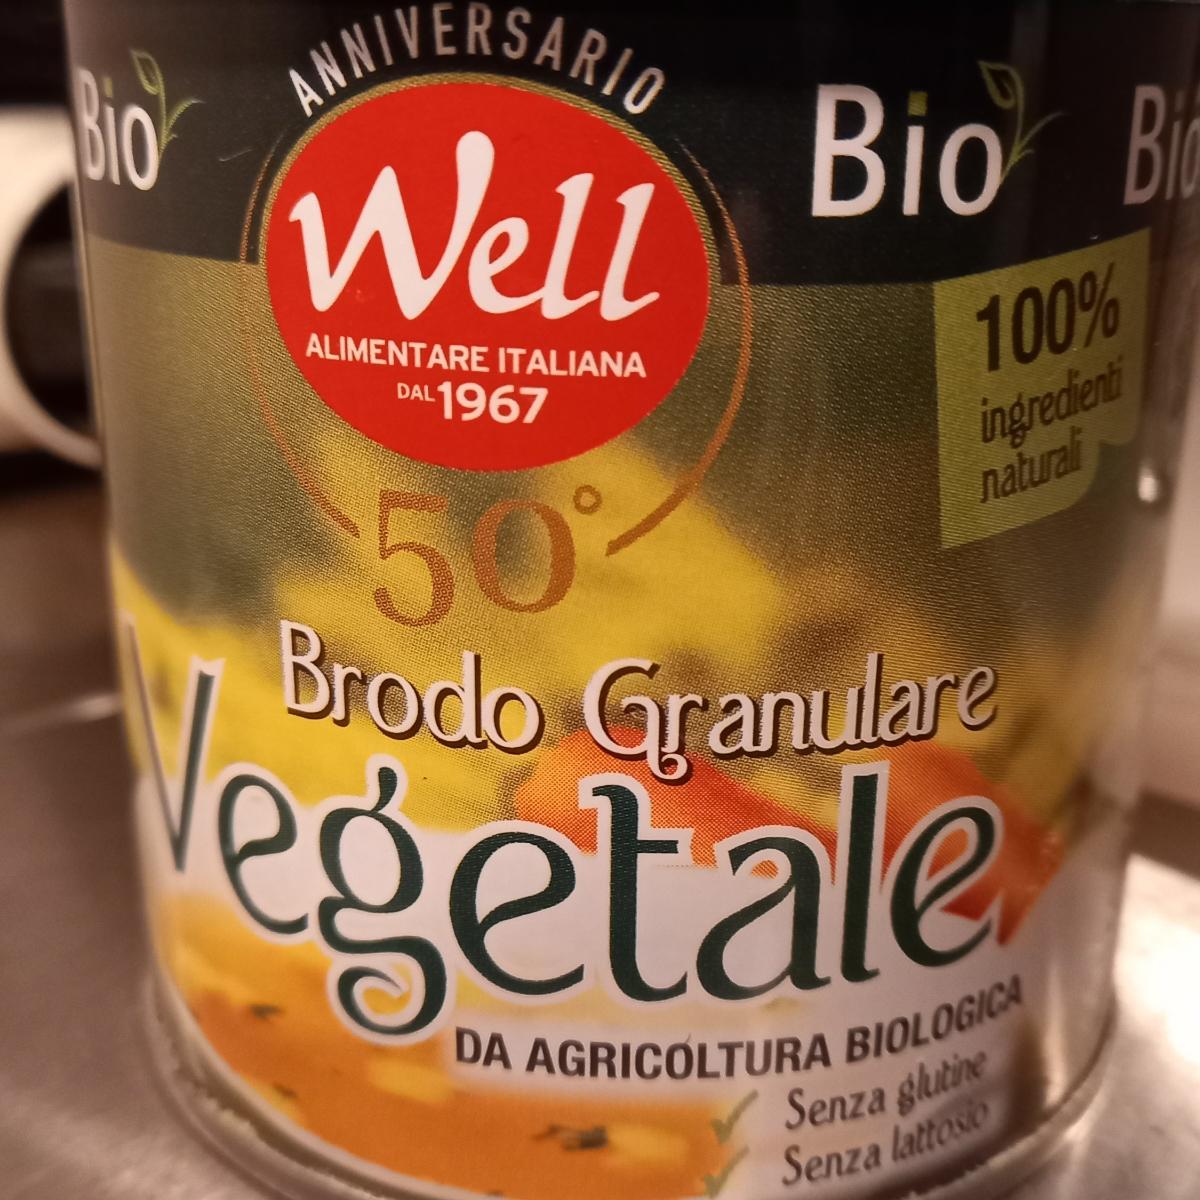 ANNIVERSARIO
Bio
Well
Bio
Bio
ALIMENTARE ITALIANA
DAL 1967
100%
ingredienti
naturali
50°
Brodo Granulare
Vegetale
DA AGRICOLTURA BIOLOGICA
Senza glutine
Senza lattosio